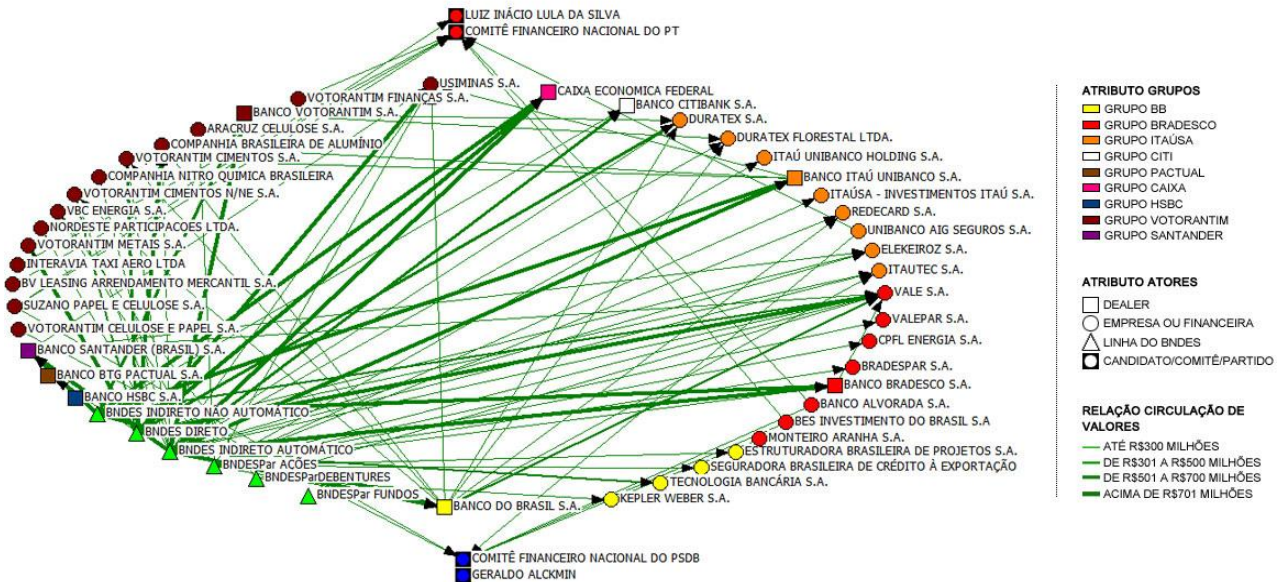 LUIZ INÁCIO LULA DA SILVA
COMITÊ FINANCEIRO NACIONAL DO PT
USIMINAS S.A.
CAIXA ECONOMICA FEDERAL
VOTORANTIM FINANÇAS S.A.
BANCO CITIBANK S.A.
BANCO VOTORANTIM S.A.
DURATEX S.A.
ARACRUZ CELULOSE S.A.
DURATEX FLORESTAL LTDA.
COMPANHIA BRASILEIRA DE ALUMÍNIO
VOTORANTIM CIMENTOS S.A.
ITAÚ UNIBANCO HOLDING S.A.
COMPANHIA NITRO QUIMICA BRASILEIRA
BANCO ITAÚ UNIBANCO S.A.
VOTORANTIM CIMENTOS N/NE S.A.
ITAÚSA - INVESTIMENTOS ITAÚ S.A.
VBC ENERGIA S.A.
REDECARD S.A.
NORDESTE PARTICIPACOES LTDA.
UNIBANCO AIG SEGUROS S.A.
VOTORANTIM METAIS S.A.
ELEKEIROZ S.A.
INTERAVIA TAXI AERO LTDA
ITAUTEC S.A.
BV LEASING ARRENDAMENTO MERCANTIL S.A.
VALE S.A.
SUZANO PAPEL E CELULOSE S.A.
VALEPAR S.A.
VOTORANTIM CELULOSE E PAPEL S.A.
CPFL ENERGIA S.A.
BANCO SANTANDER (BRASIL) S.A.
BRADESPAR S.A.
BANCO BTG PACTUAL S.A.
BANCO BRADESCO S.A.
BANCO HSBC S.A.
BANCO ALVORADA S.A.
BNDES INDIRETO NÃO AUTOMÁTICO
BES INVESTIMENTO DO BRASIL S.A
BNDES DIRETO
MONTEIRO ARANHA S.A.
BNDES INDIRETO AUTOMÁTICO
ESTRUTURADORA BRASILEIRA DE PROJETOS S.A.
BNDESPar AÇÕES
SEGURADORA BRASILEIRA DE CRÉDITO À EXPORTAÇÃO
BNDESParDEBENTURES
TECNOLOGIA BANCÁRIA S.A.
BNDESPar FUNDOS
KEPLER WEBER S.A.
BANCO DO BRASIL S.A.
COMITÊ FINANCEIRO NACIONAL DO PSDB
GERALDO ALCKMIN
ATRIBUTO GRUPOS
GRUPO BB
GRUPO BRADESCO
GRUPO ITAÚSA
GRUPO CITI
GRUPO PACTUAL
GRUPO CAIXA
GRUPO HSBC
GRUPO VOTORANTIM
GRUPO SANTANDER
ATRIBUTO ATORES
DEALER
EMPRESA OU FINANCEIRA
LINHA DO BNDES
CANDIDATO/COMITÊ/PARTIDO
RELAÇÃO CIRCULAÇÃO DE
VALORES
ATÉ R$300 MILHÕES
DE R$301 A R$500 MILHÕES
DE R$501 A R$700 MILHÕES
ACIMA DE R$701 MILHÕES